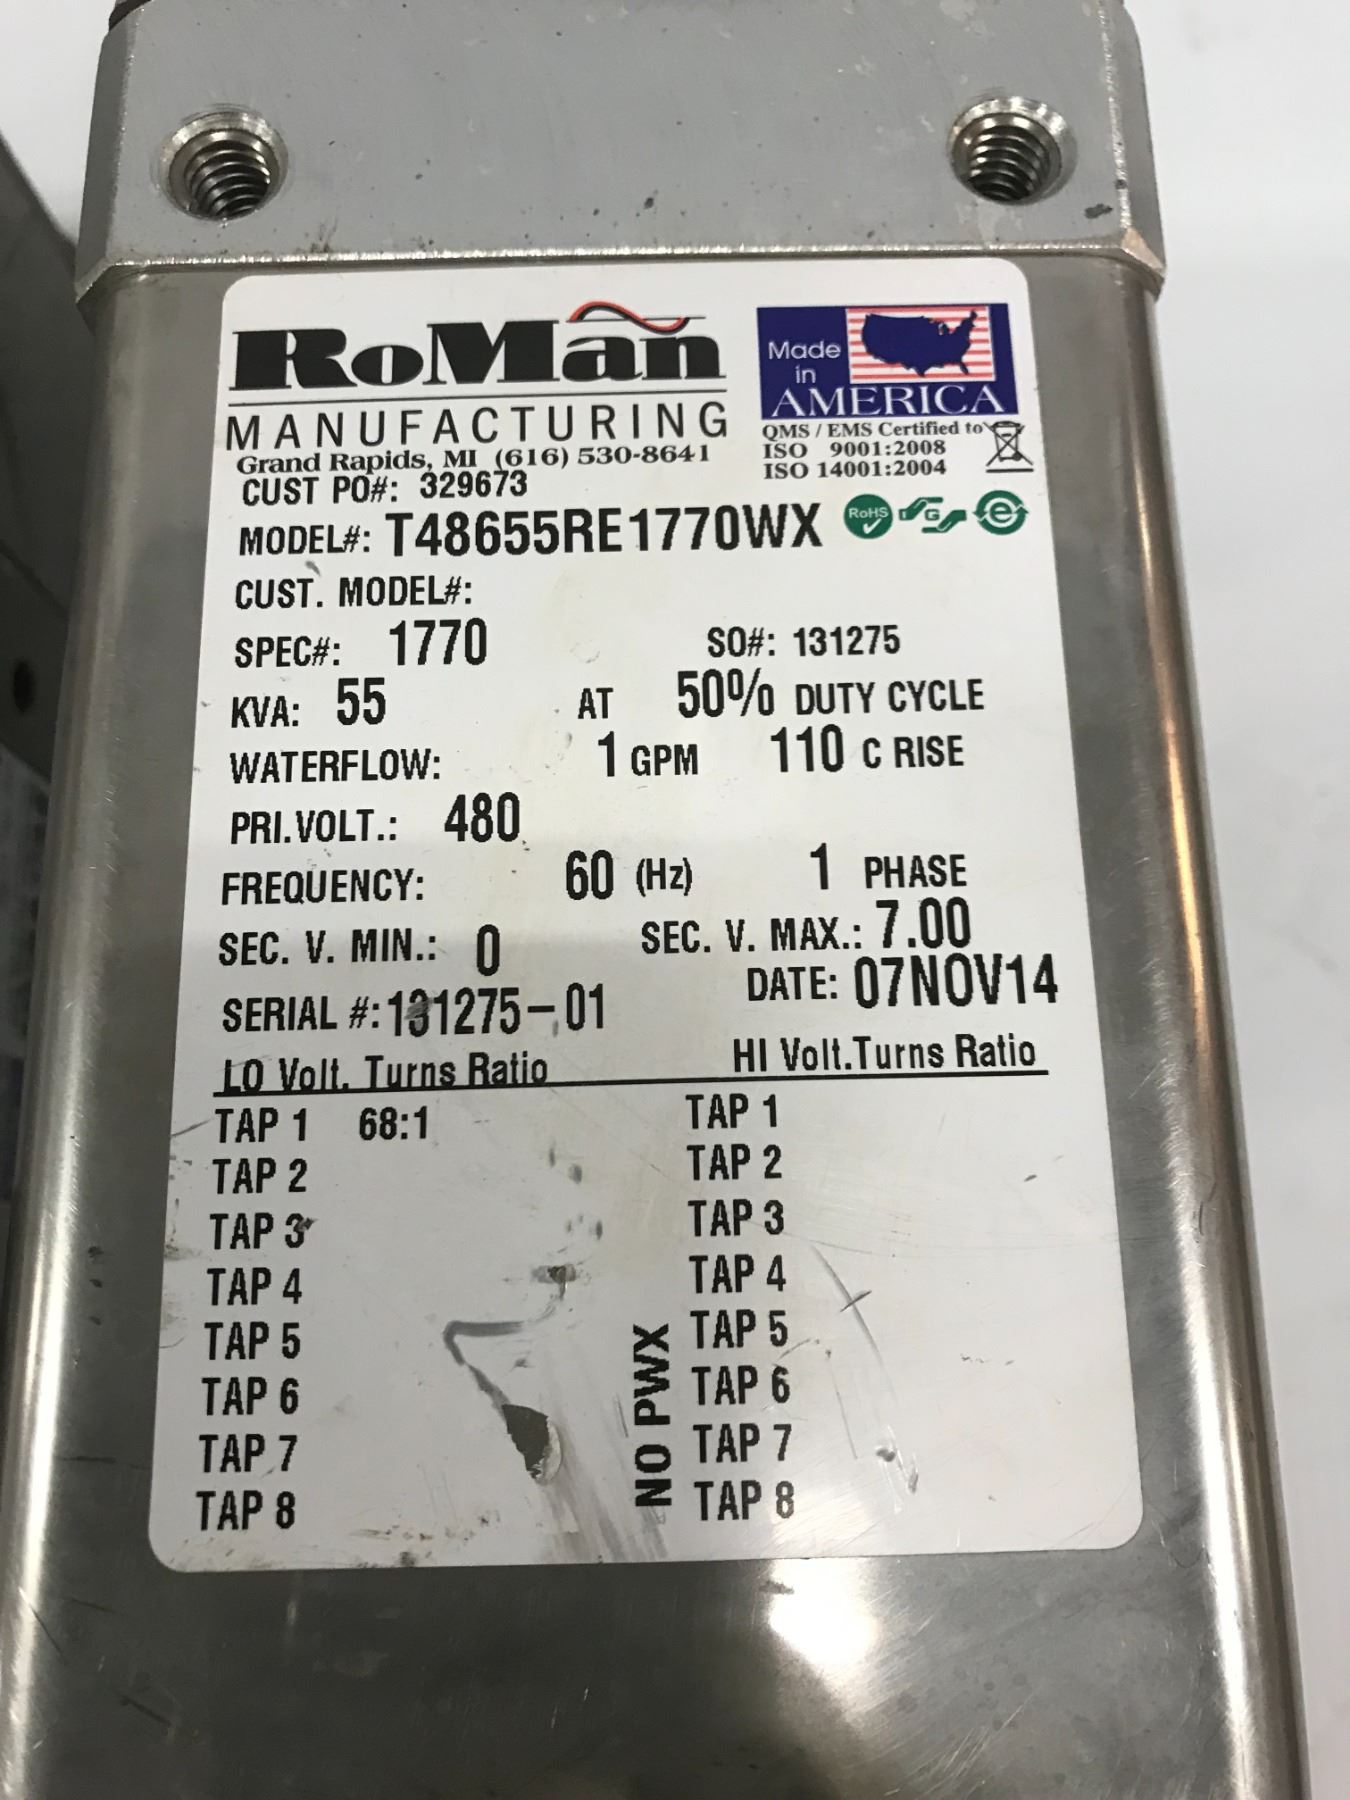 RoMan
MANUFACTURING
Grand Rapids, MI (616) 530-8641
Made
in
AMERICA
QMS / EMS Certified to
ISO 9001:2008
ISO 14001:2004
CUST PO#: 329673
MODEL#: T48655RE1770WX
RoHS
G
e
CUST. MODEL#:
SPEC#: 1770 SO#: 131275
KVA: 55 AT 50% DUTY CYCLE
WATERFLOW: 1 GPM 110 C RISE
PRI.VOLT.: 480
FREQUENCY: 60 (Hz) 1 PHASE
SEC. V. MIN.: 0 SEC. V. MAX.: 7.00
DATE: 07NOV14
SERIAL #: 131275-01
LO Volt. Turns Ratio HI Volt.Turns Ratio
TAP 1 68:1 TAP 1
TAP 2 TAP 2
TAP 3 TAP 3
TAP 4 TAP 4
TAP 5 TAP 5
TAP 6 TAP 6
TAP 7 TAP 7
TAP 8 TAP 8
NO PWX